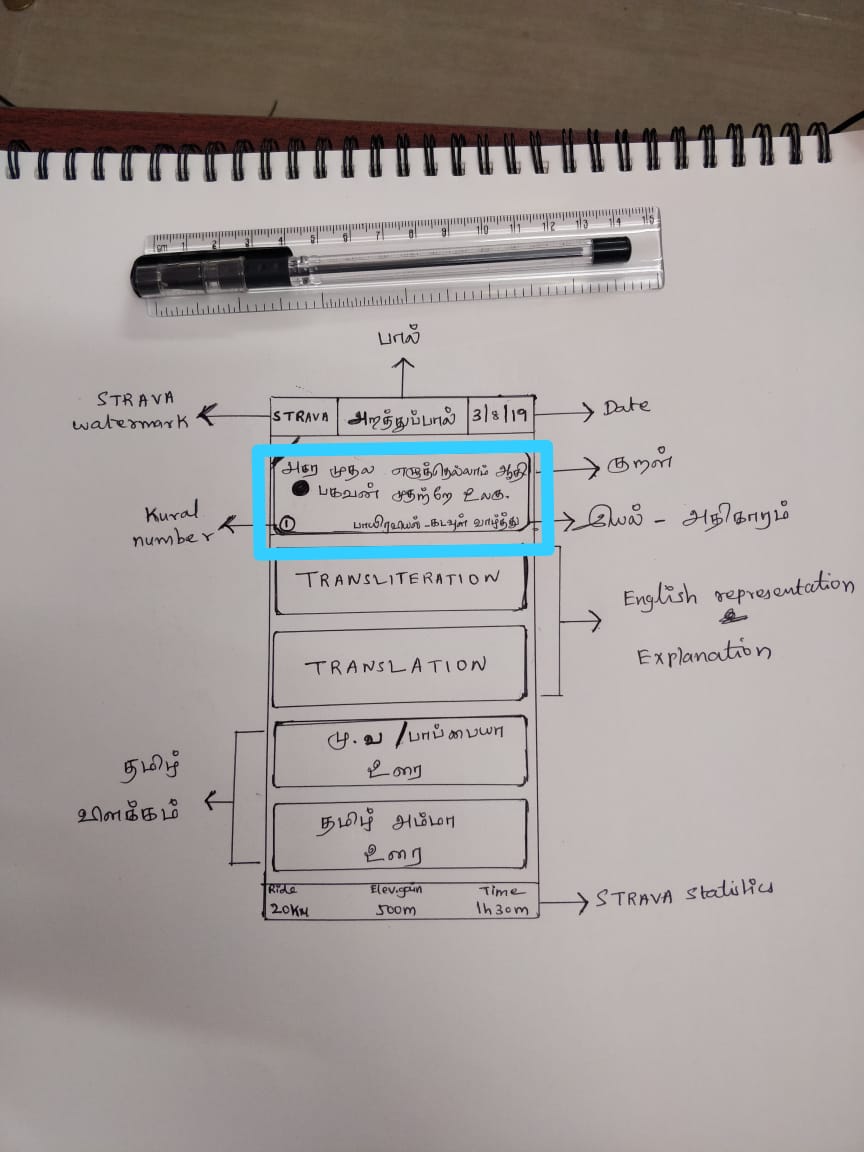 cm 1 2 3 4 5 6 7 8 9 10 11 12 13 14 15
பால்
STRAVA watermark
STRAVA அறத்துப்பால் 3/8/19
Date
அகர முதல எழுத்தெல்லாம் ஆதி
பகவன் முதற்றே உலகு.
குறள்
Kural number
1 பாயிரவியல் - கடவுள் வாழ்த்து
இயல் - அதிகாரம்
TRANSLITERATION
TRANSLATION
English representation
&
Explanation
மு.வ / பாப்பையா
உரை
தமிழ் அம்மா
உரை
தமிழ்
விளக்கம்
Ride Elev.gain Time
20KM 500m 1h30m
STRAVA Statistics